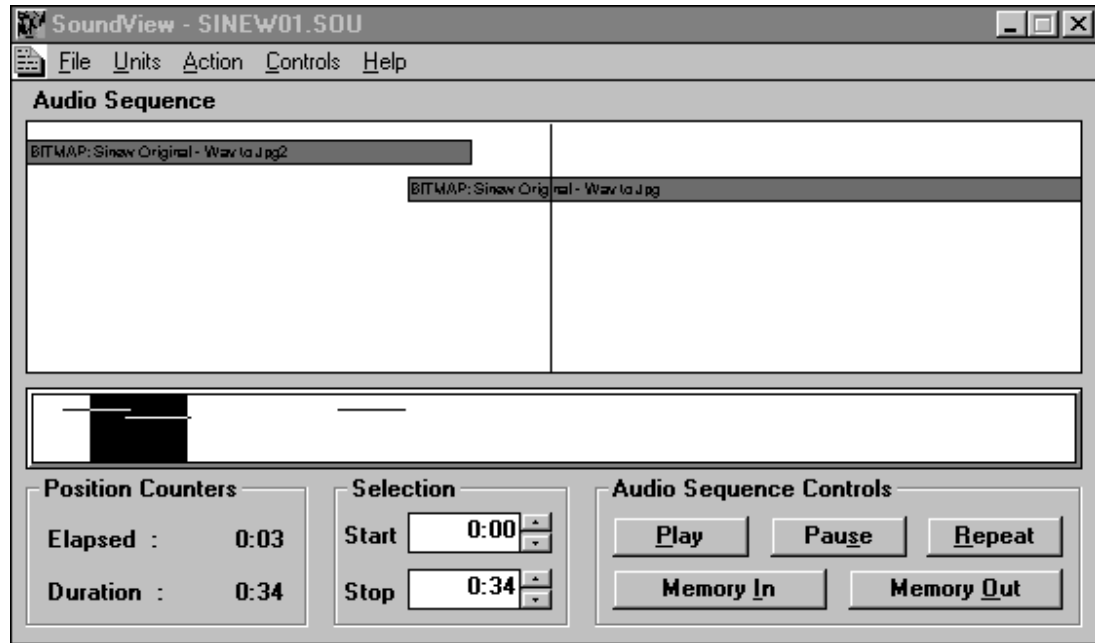 SoundView - SINEW01.SOU
File Units Action Controls Help
Audio Sequence
BITMAP: Sinew Original - Wav to Jpg2
BITMAP: Sinew Original - Wav to Jpg
Position Counters
Elapsed : 0:03
Duration : 0:34
Selection
Start 0:00
Stop 0:34
Audio Sequence Controls
Play Pause Repeat
Memory In Memory Out